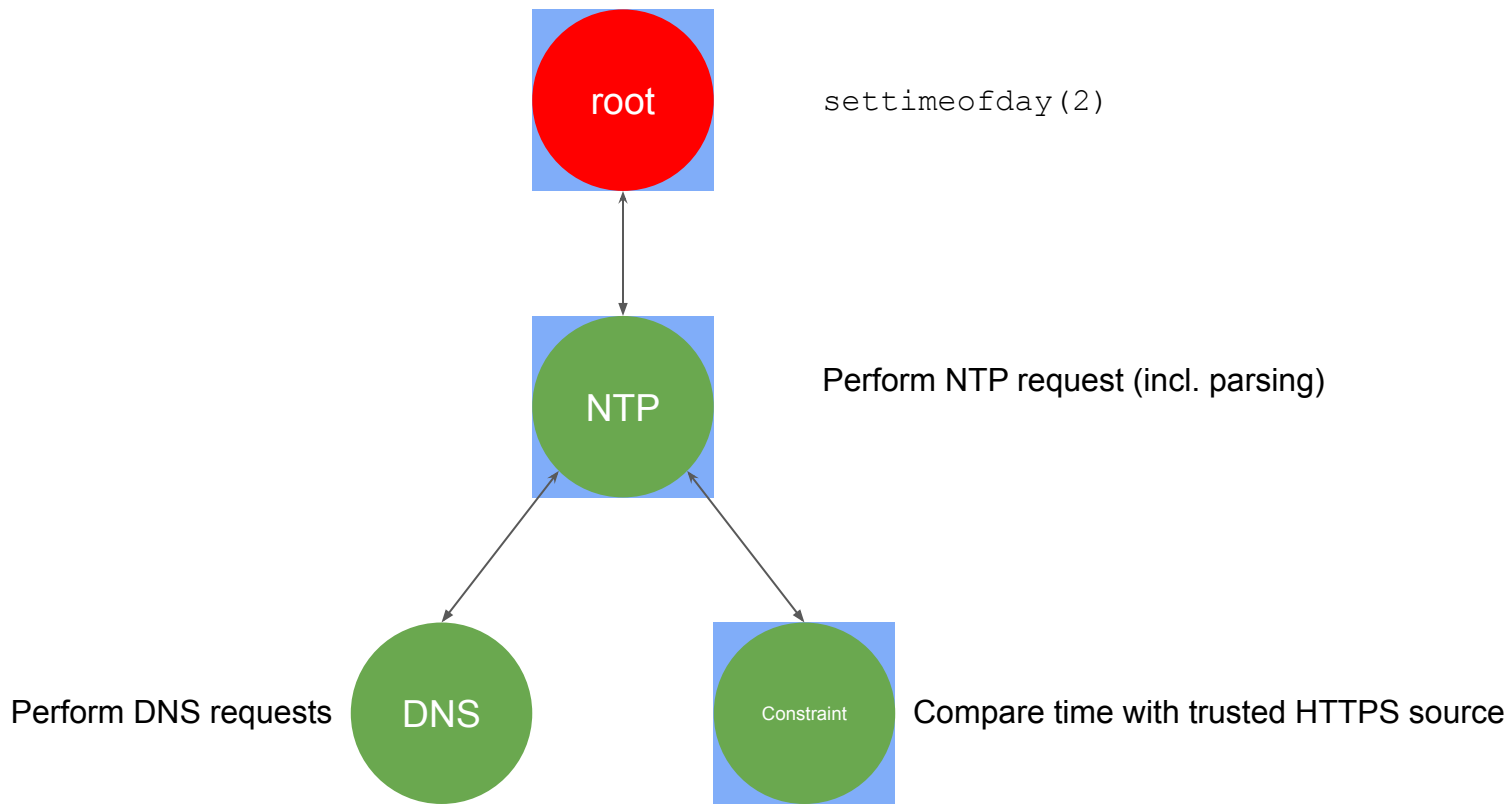 root
settimeofday(2)
NTP
Perform NTP request (incl. parsing)
Perform DNS requests
DNS
Constraint
Compare time with trusted HTTPS source